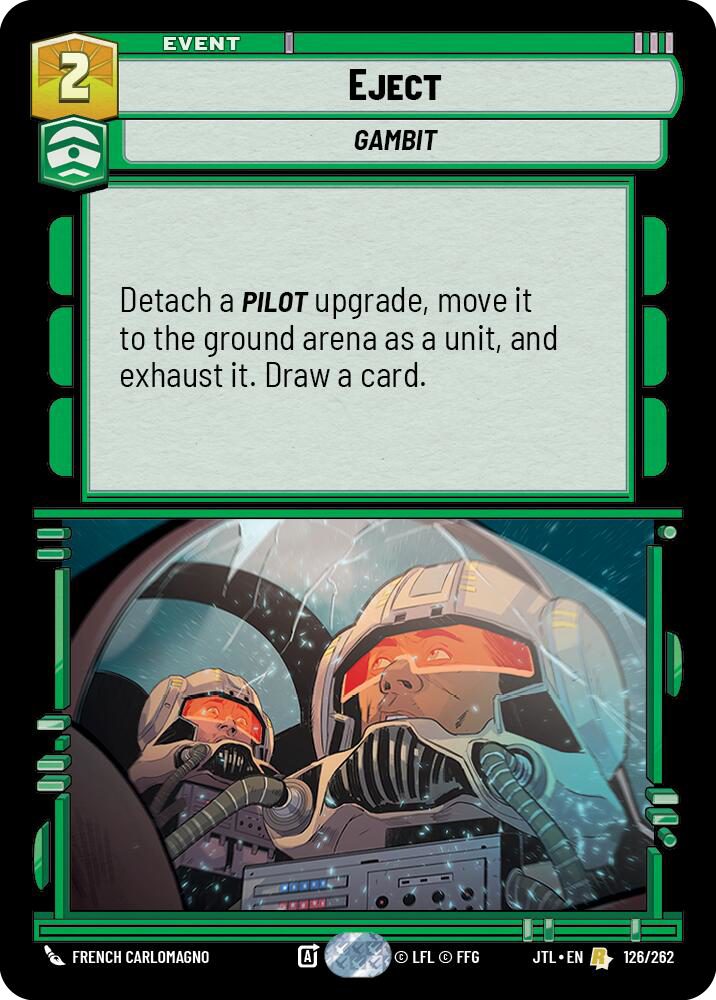 EVENT
2
EJECT
GAMBIT
Detach a PILOT upgrade, move it
to the ground arena as a unit, and
exhaust it. Draw a card.
FRENCH CARLOMAGNO
A
© LFL © FFG
JTL • EN
R
126/262